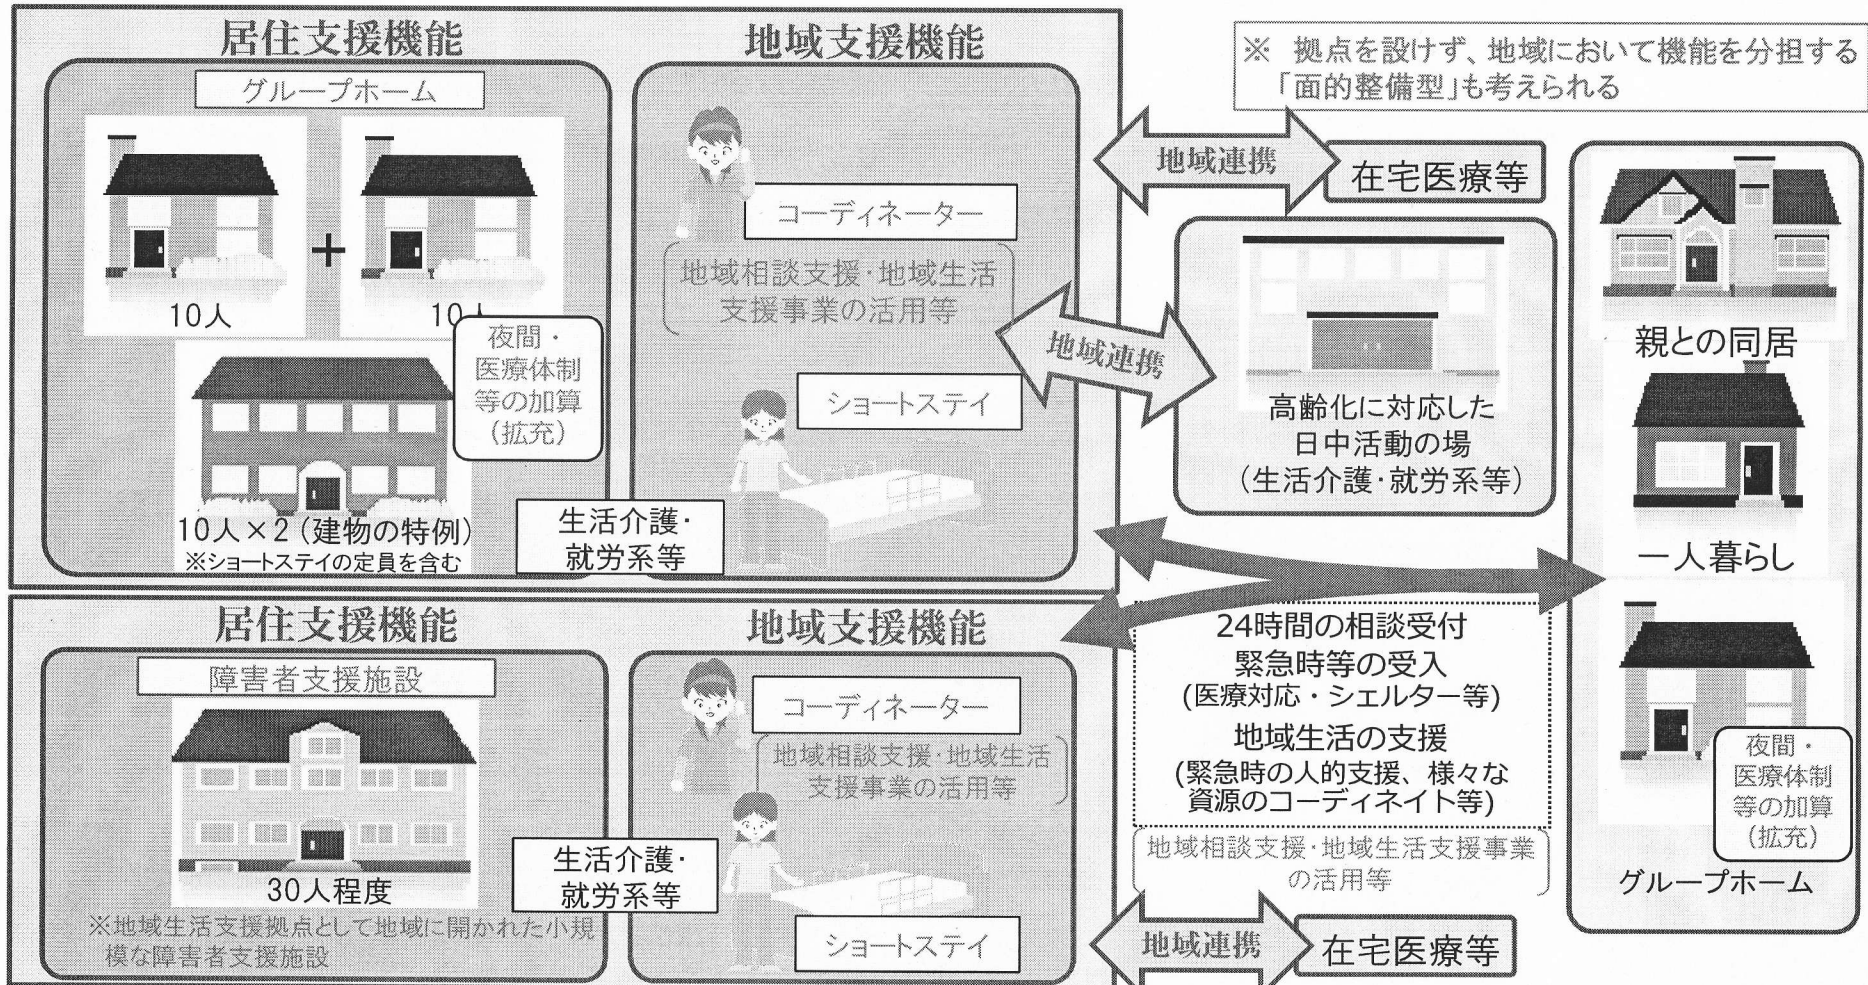 居住支援機能
地域支援機能
グループホーム
10人
+
10人
夜間・
医療体制
等の加算
(拡充)
10人×2 (建物の特例)
※ショートステイの定員を含む
生活介護・
就労系等
コーディネーター
地域相談支援・地域生活
支援事業の活用等
ショートステイ
※ 拠点を設けず、地域において機能を分担する
「面的整備型」も考えられる
地域連携
在宅医療等
地域連携
高齢化に対応した
日中活動の場
(生活介護・就労系等)
親との同居
一人暮らし
夜間・
医療体制
等の加算
(拡充)
グループホーム
24時間の相談受付
緊急時等の受入
(医療対応・シェルター等)
地域生活の支援
(緊急時の人的支援、様々な
資源のコーディネイト等)
地域相談支援・地域生活支援事業
の活用等
居住支援機能
地域支援機能
障害者支援施設
30人程度
※地域生活支援拠点として地域に開かれた小規
模な障害者支援施設
生活介護・
就労系等
コーディネーター
地域相談支援・地域生活
支援事業の活用等
ショートステイ
地域連携
在宅医療等